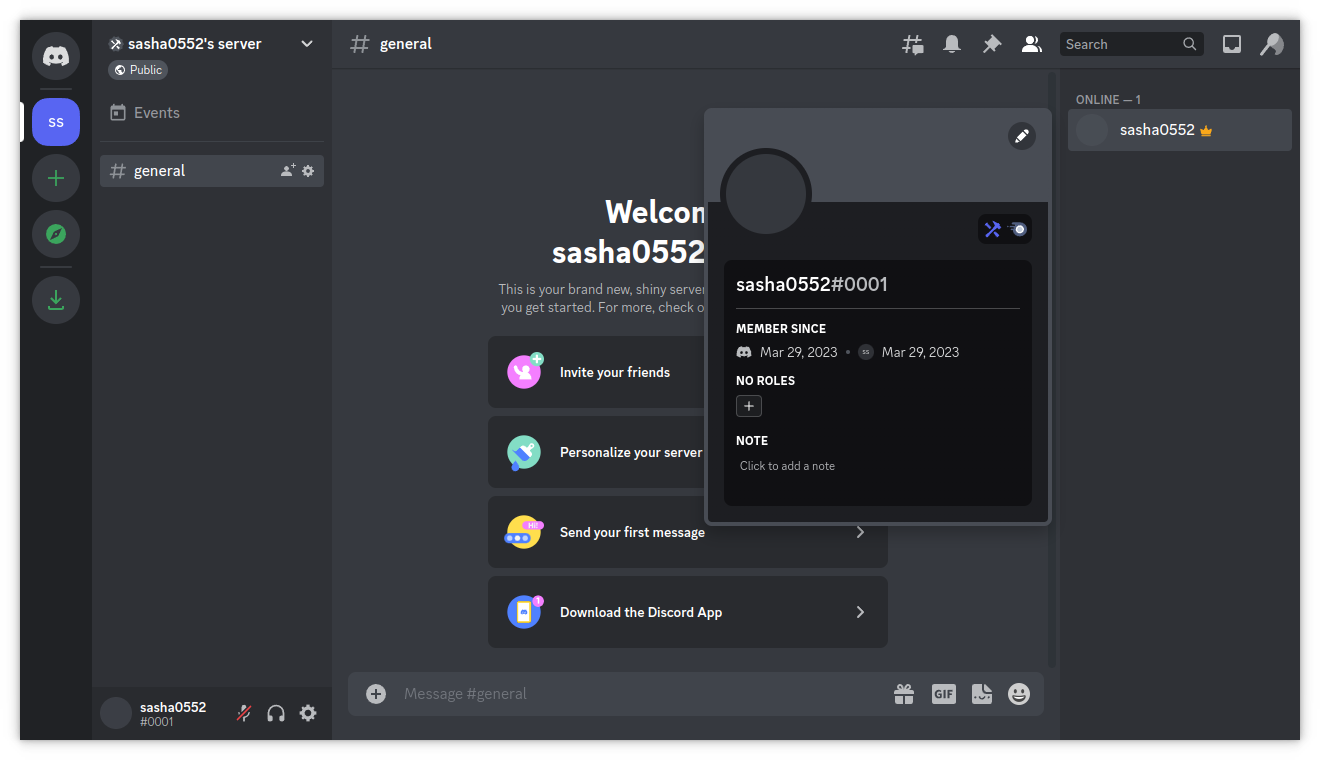 sasha0552's server
Public
SS
Events
general
sasha0552
#0001
general
Search
Welcom
sasha0552
This is your brand new, shiny server
you get started. For more, check o
Invite your friends
Personalize your server
Hi!
Send your first message
1
Download the Discord App
Message #general
GIF
sasha0552#0001
MEMBER SINCE
Mar 29, 2023 • SS Mar 29, 2023
NO ROLES
NOTE
Click to add a note
ONLINE — 1
sasha0552